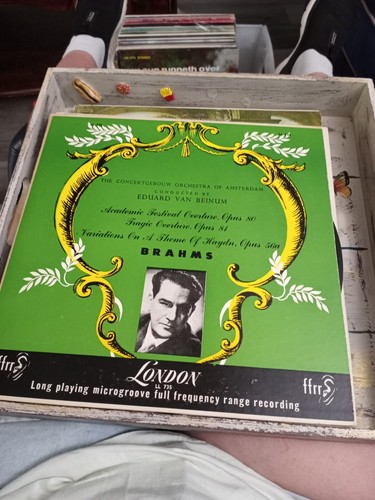 runneth over
THE CONCERTGEBOUW ORCHESTRA OF AMSTERDAM
CONDUCTED BY
EDUARD VAN BEINUM
Academic Festival Overture, Opus 80
Tragic Overture, Opus 81
Variations On A Theme Of Haydn, Opus 56a
BRAHMS
ffrr
LONDON
LL 735
ffrr
Long playing microgroove full frequency range recording